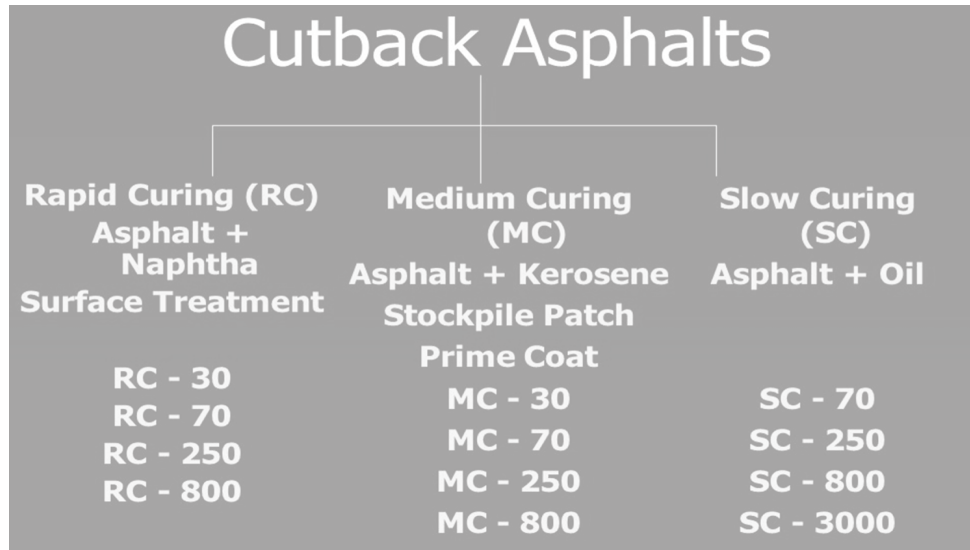 Cutback Asphalts
Rapid Curing (RC)
Asphalt +
Naphtha
Surface Treatment
RC - 30
RC - 70
RC - 250
RC - 800
Medium Curing
(MC)
Asphalt + Kerosene
Stockpile Patch
Prime Coat
MC - 30
MC - 70
MC - 250
MC - 800
Slow Curing
(SC)
Asphalt + Oil
SC - 70
SC - 250
SC - 800
SC - 3000